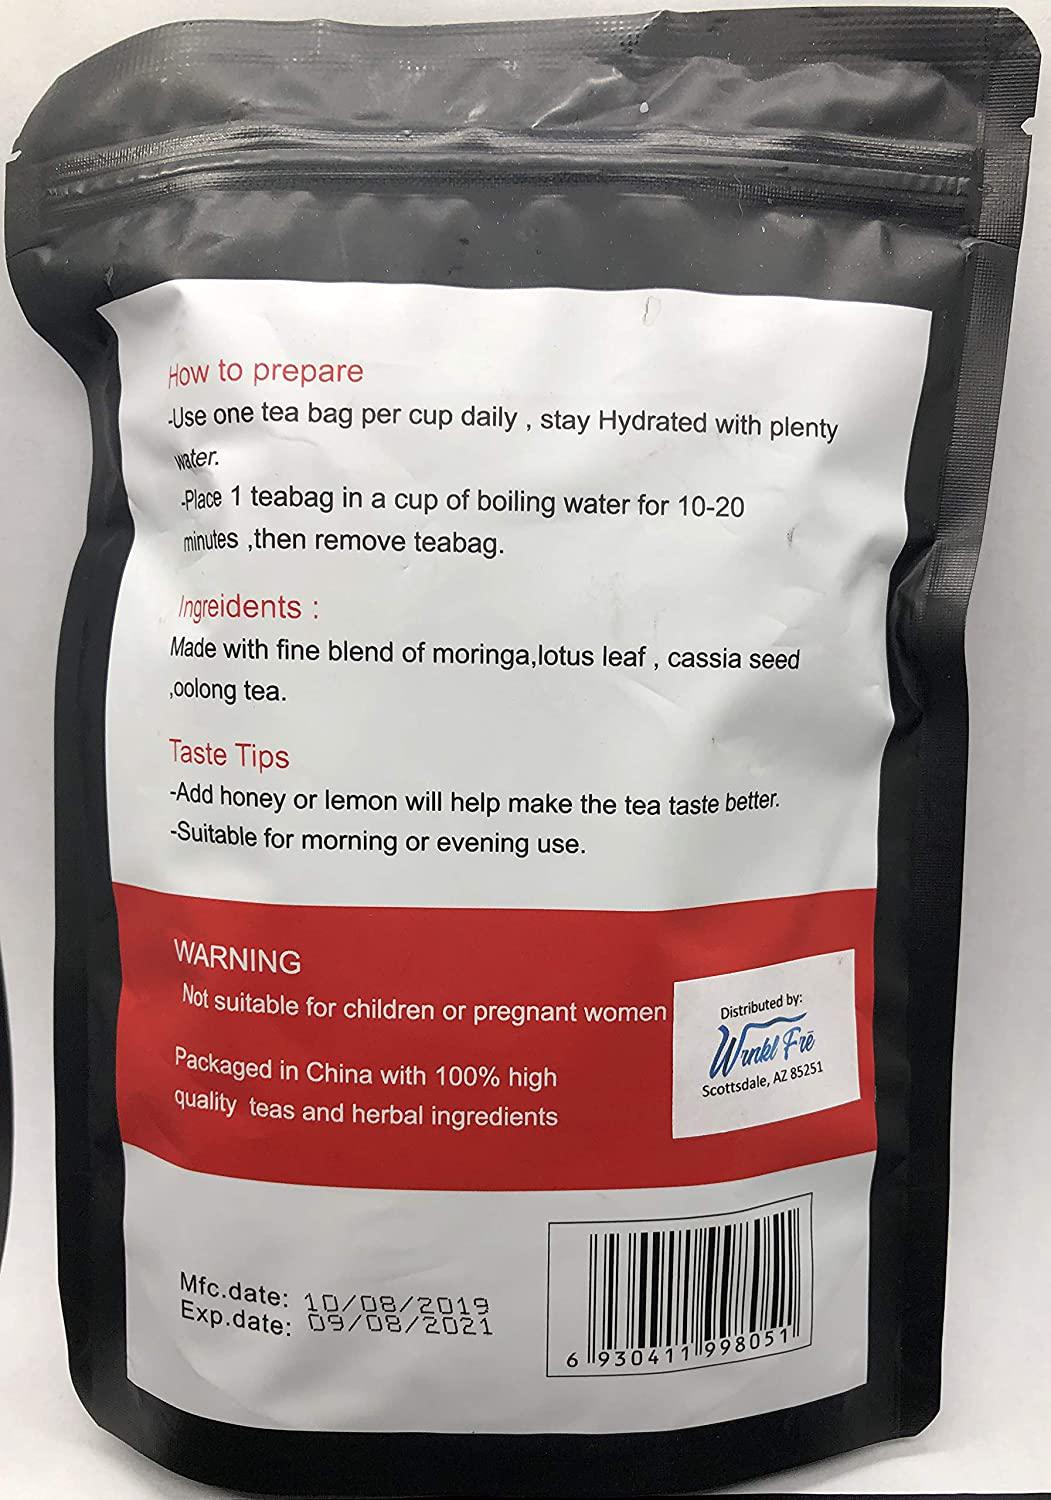 How to prepare
-Use one tea bag per cup daily , stay Hydrated with plenty
water.
-Place 1 teabag in a cup of boiling water for 10-20
minutes ,then remove teabag.
Ingreidents :
Made with fine blend of moringa,lotus leaf , cassia seed
,oolong tea.
Taste Tips
-Add honey or lemon will help make the tea taste better.
-Suitable for morning or evening use.
WARNING
Not suitable for children or pregnant women
Packaged in China with 100% high
quality teas and herbal ingredients
Distributed by:
Wrinkl Frē
Scottsdale, AZ 85251
Mfc.date: 10/08/2019
Exp.date: 09/08/2021
6 930411 998051